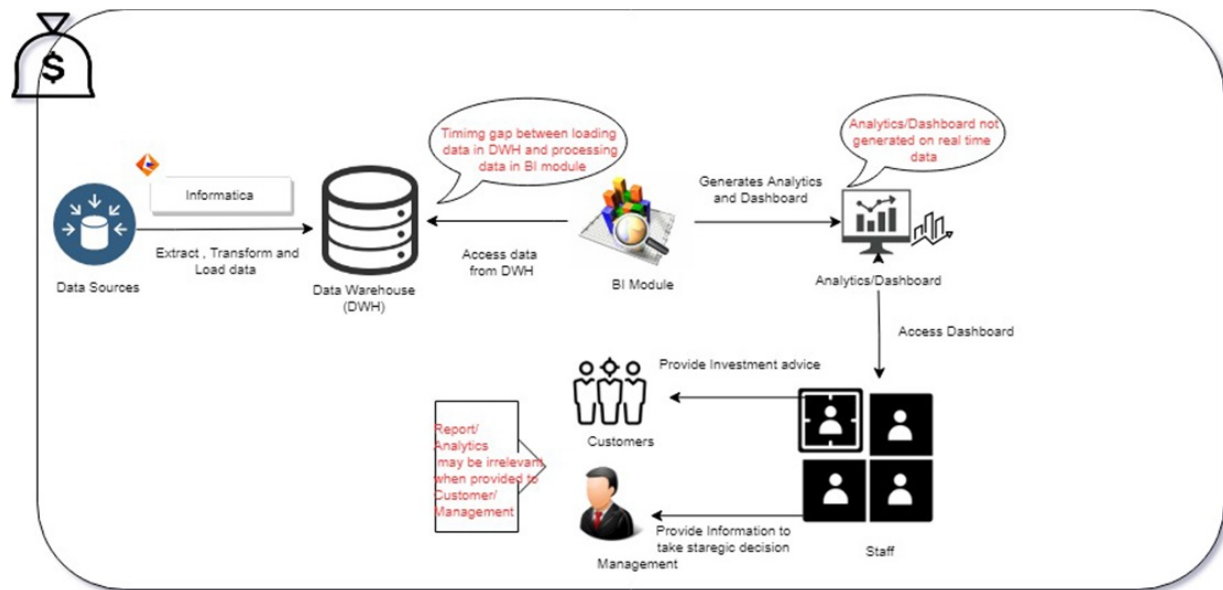 $
Timimg gap between loading
data in DWH and processing
data in BI module
Analytics/Dashboard not
generated on real time
data
Informatica
Generates Analytics
and Dashboard
Extract , Transform and
Load data
Access data
from DWH
Data Sources
Data Warehouse
(DWH)
BI Module
Analytics/Dashboard
Access Dashboard
Provide Investment advice
Customers
Report/
Analytics
may be irrelevant
when provided to
Customer/
Management
Provide Information to
take staregic decision
Management
Staff